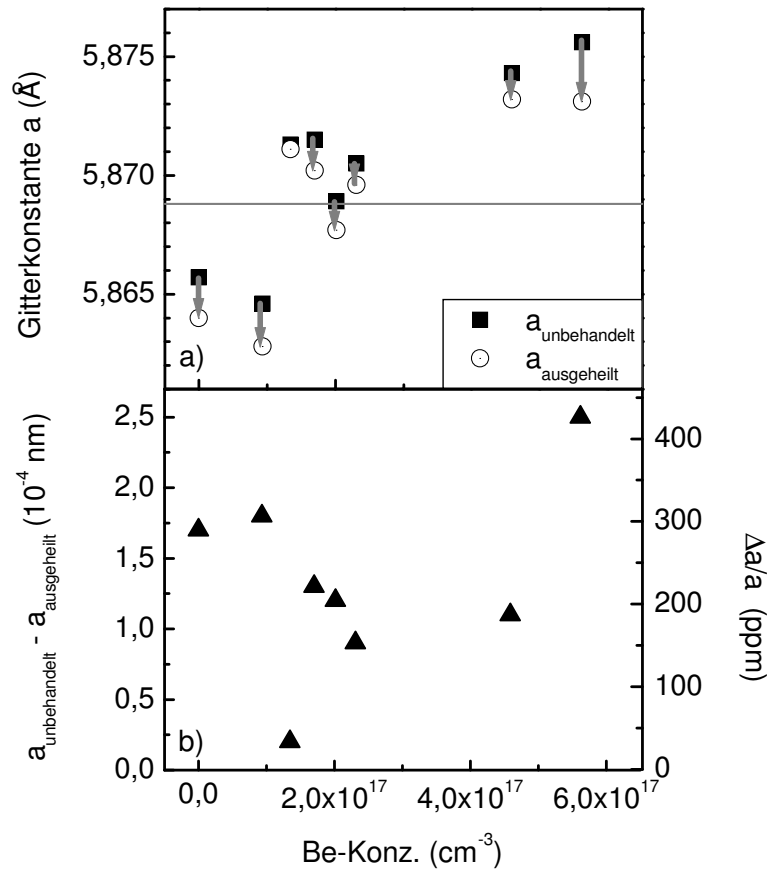 Gitterkonstante a (Å)
5,875
5,870
5,865
a)
a_unbehandelt
a_ausgeheilt
a_unbehandelt - a_ausgeheilt (10^-4 nm)
2,5
2,0
1,5
1,0
0,5
0,0
b)
400
300
200
100
0
Δa/a (ppm)
0,0 2,0x10^17 4,0x10^17 6,0x10^17
Be-Konz. (cm^-3)